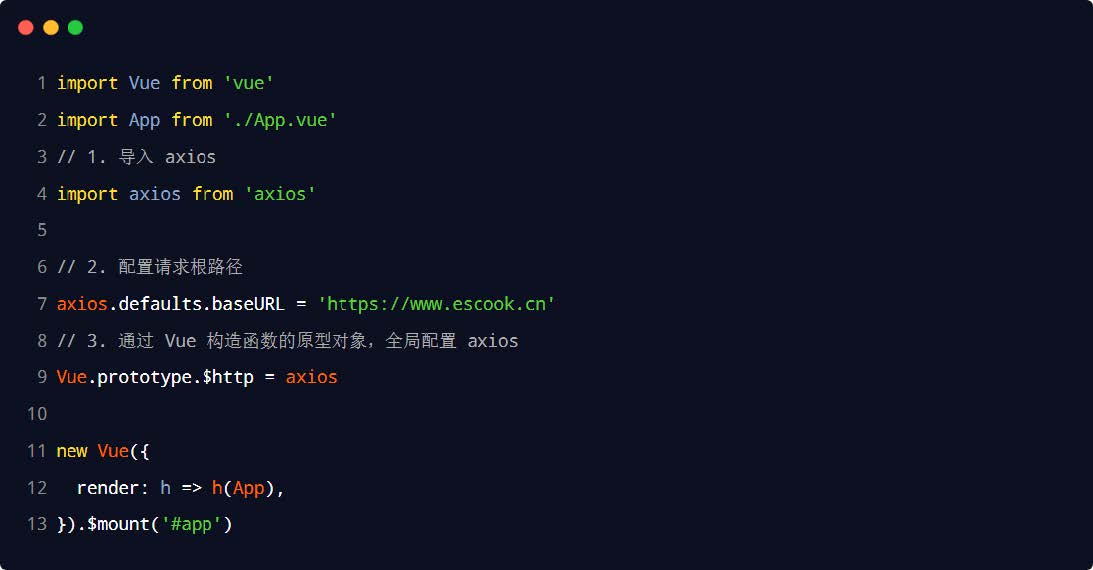 1 import Vue from 'vue'
2 import App from './App.vue'
3 // 1. 导入 axios
4 import axios from 'axios'
5
6 // 2. 配置请求根路径
7 axios.defaults.baseURL = 'https://www.escook.cn'
8 // 3. 通过 Vue 构造函数的原型对象，全局配置 axios
9 Vue.prototype.$http = axios
10
11 new Vue({
12   render: h => h(App),
13 }).$mount('#app')